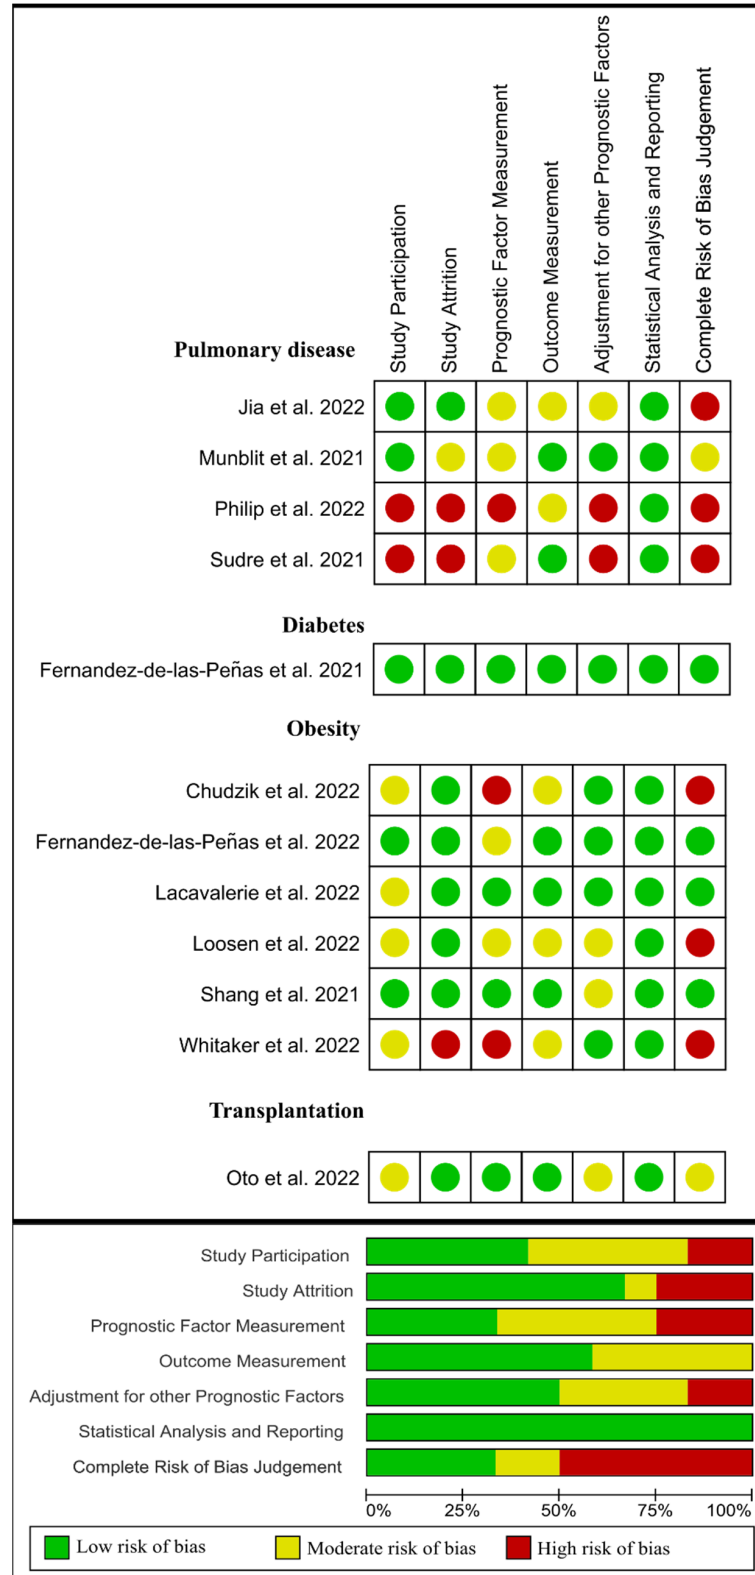 Study Participation
Study Attrition
Prognostic Factor Measurement
Outcome Measurement
Adjustment for other Prognostic Factors
Statistical Analysis and Reporting
Complete Risk of Bias Judgement
Pulmonary disease
Jia et al. 2022
Munblit et al. 2021
Philip et al. 2022
Sudre et al. 2021
Diabetes
Fernandez-de-las-Peñas et al. 2021
Obesity
Chudzik et al. 2022
Fernandez-de-las-Peñas et al. 2022
Lacavalerie et al. 2022
Loosen et al. 2022
Shang et al. 2021
Whitaker et al. 2022
Transplantation
Oto et al. 2022
Study Participation
Study Attrition
Prognostic Factor Measurement
Outcome Measurement
Adjustment for other Prognostic Factors
Statistical Analysis and Reporting
Complete Risk of Bias Judgement
0% 25% 50% 75% 100%
Low risk of bias Moderate risk of bias High risk of bias